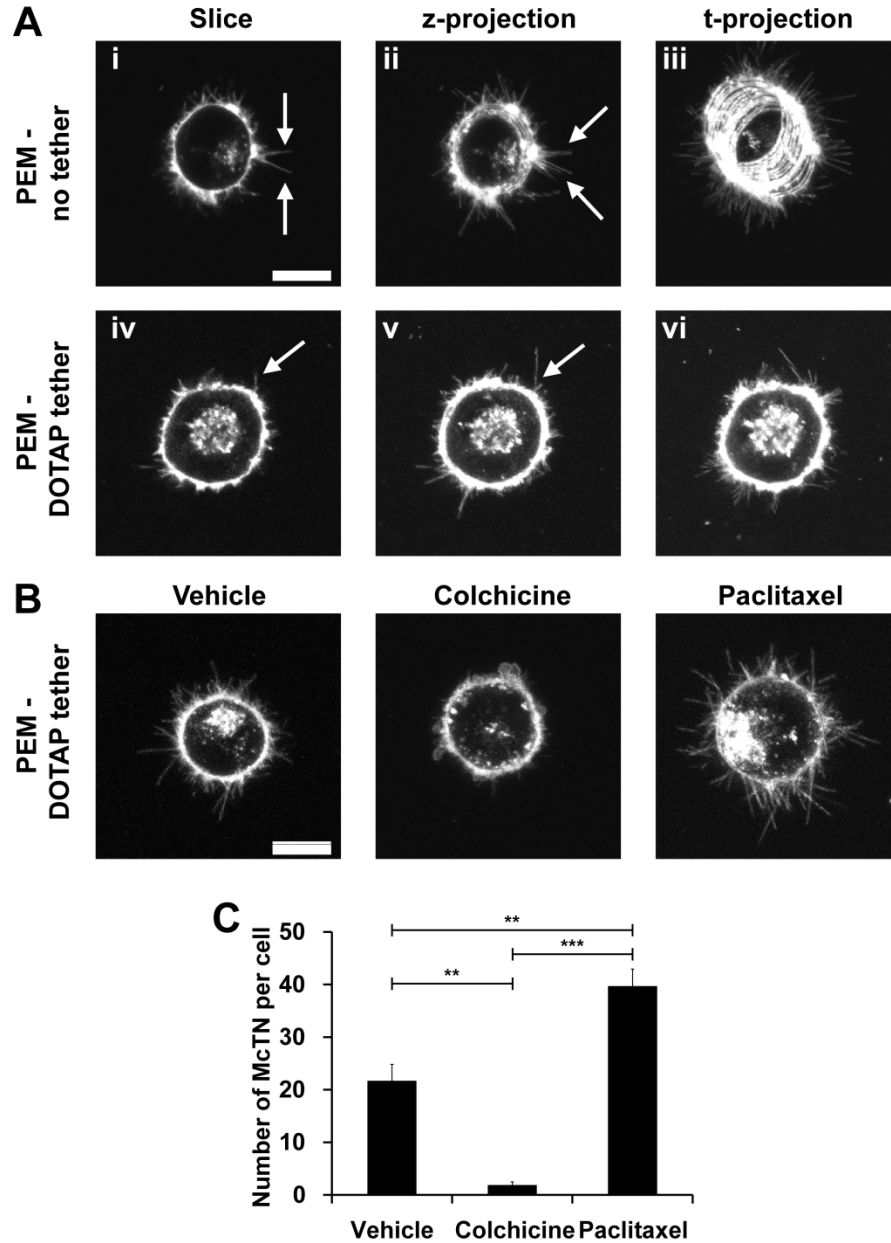 A
Slice
z-projection
t-projection
PEM -
no tether
i
ii
iii
PEM -
DOTAP tether
iv
v
vi
B
Vehicle
Colchicine
Paclitaxel
PEM -
DOTAP tether
C
Number of McTN per cell
50
40
30
20
10
0
**
***
**
Vehicle
Colchicine
Paclitaxel